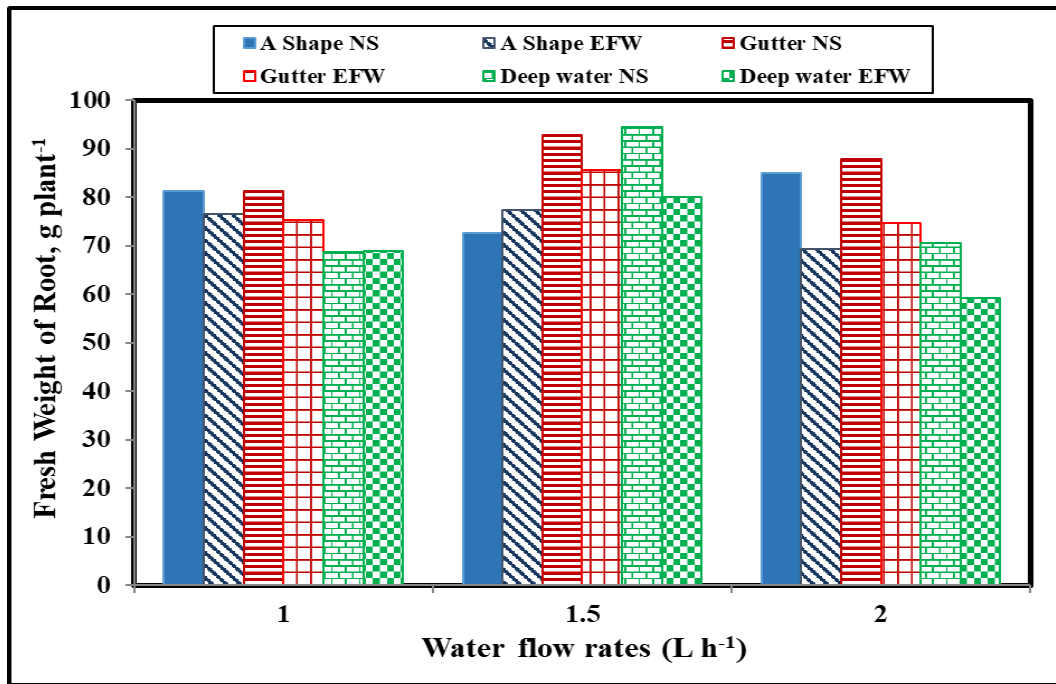 A Shape NS A Shape EFW Gutter NS
Gutter EFW Deep water NS Deep water EFW
Fresh Weight of Root, g plant⁻¹
100
90
80
70
60
50
40
30
20
10
0
1 1.5 2
Water flow rates (L h⁻¹)